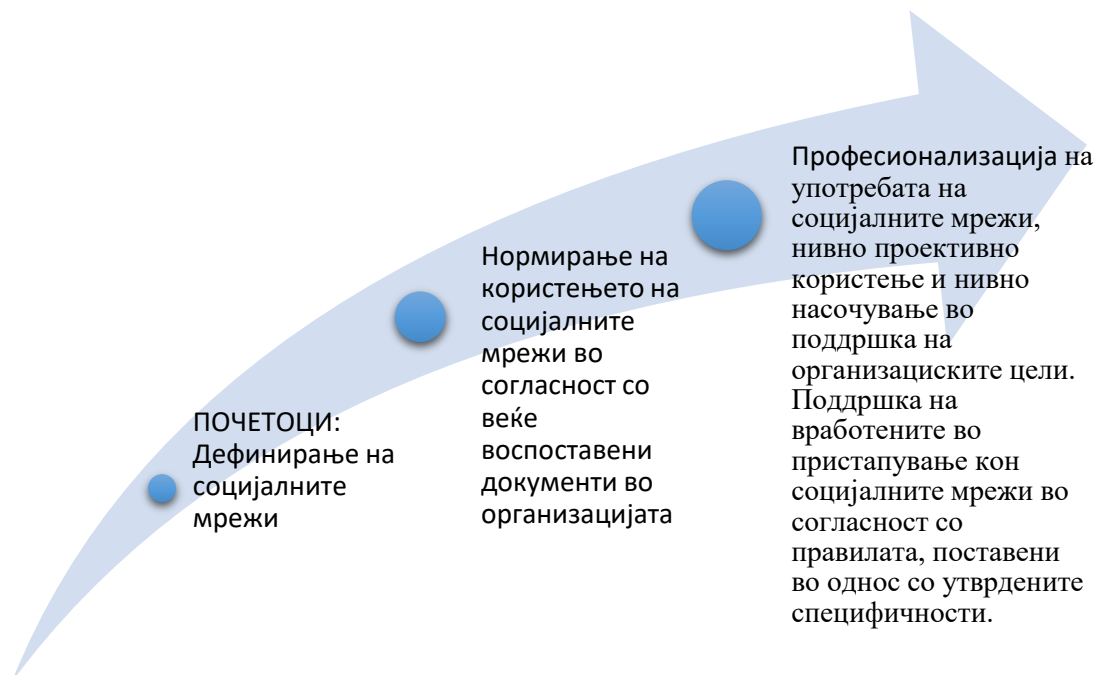 ПОЧЕТОЦИ:
Дефинирање на
социјалните
мрежи
Нормирање на
користењето на
социјалните
мрежи во
согласност со
веќе
воспоставени
документи во
организацијата
Професионализација на
употребата на
социјалните мрежи,
нивно проективно
користење и нивно
насочување во
поддршка на
организациските цели.
Поддршка на
вработените во
пристапување кон
социјалните мрежи во
согласност со
правилата, поставени
во однос со утврдените
специфичности.